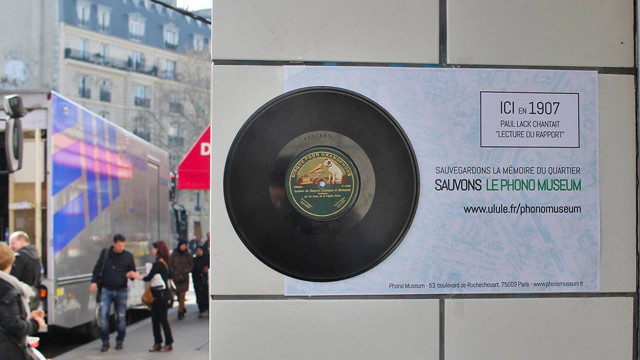 ICI EN 1907
PAUL LACK CHANTAIT
"LECTURE DU RAPPORT"
SAUVEGARDONS LA MÉMOIRE DU QUARTIER
SAUVONS LE PHONO MUSEUM
www.ulule.fr/phonomuseum
Phono Museum - 53, boulevard de Rochechouart, 75009 Paris - www.phonomuseum.fr
D